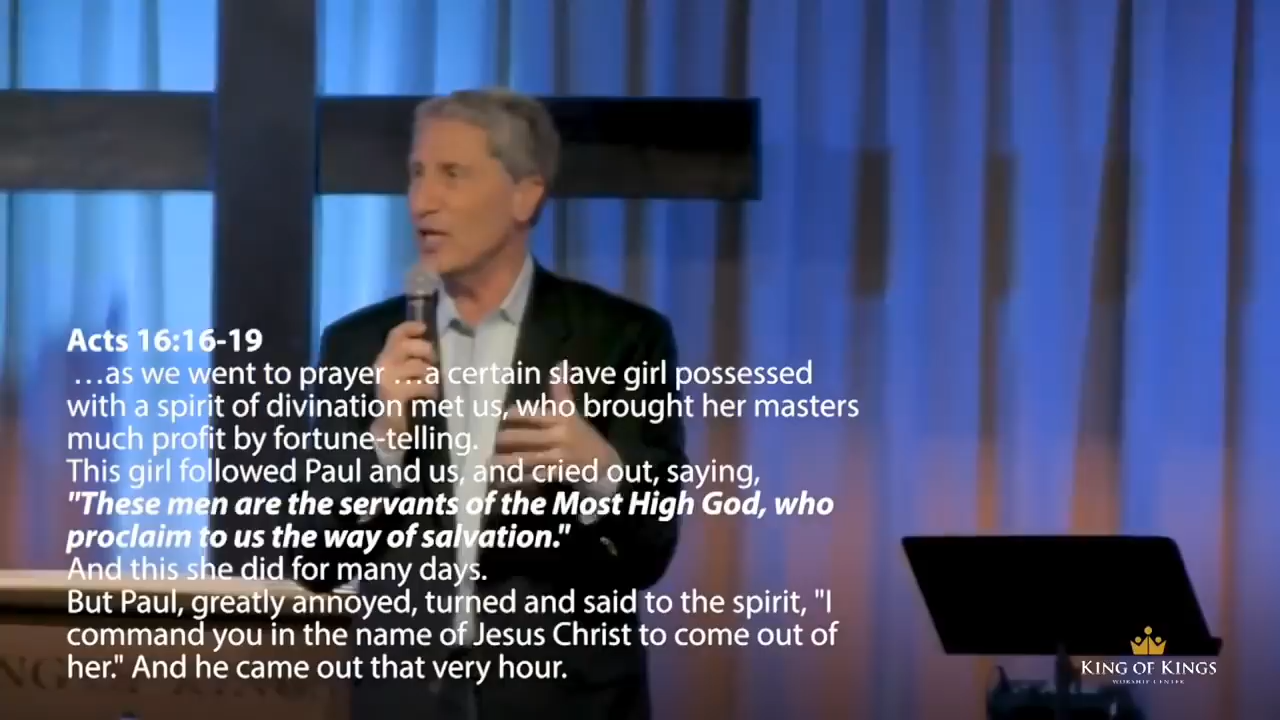 Acts 16:16-19
…as we went to prayer …a certain slave girl possessed
with a spirit of divination met us, who brought her masters
much profit by fortune-telling.
This girl followed Paul and us, and cried out, saying,
"These men are the servants of the Most High God, who
proclaim to us the way of salvation."
And this she did for many days.
But Paul, greatly annoyed, turned and said to the spirit, "I
command you in the name of Jesus Christ to come out of
her." And he came out that very hour.
KING OF KINGS
WORSHIP CENTER